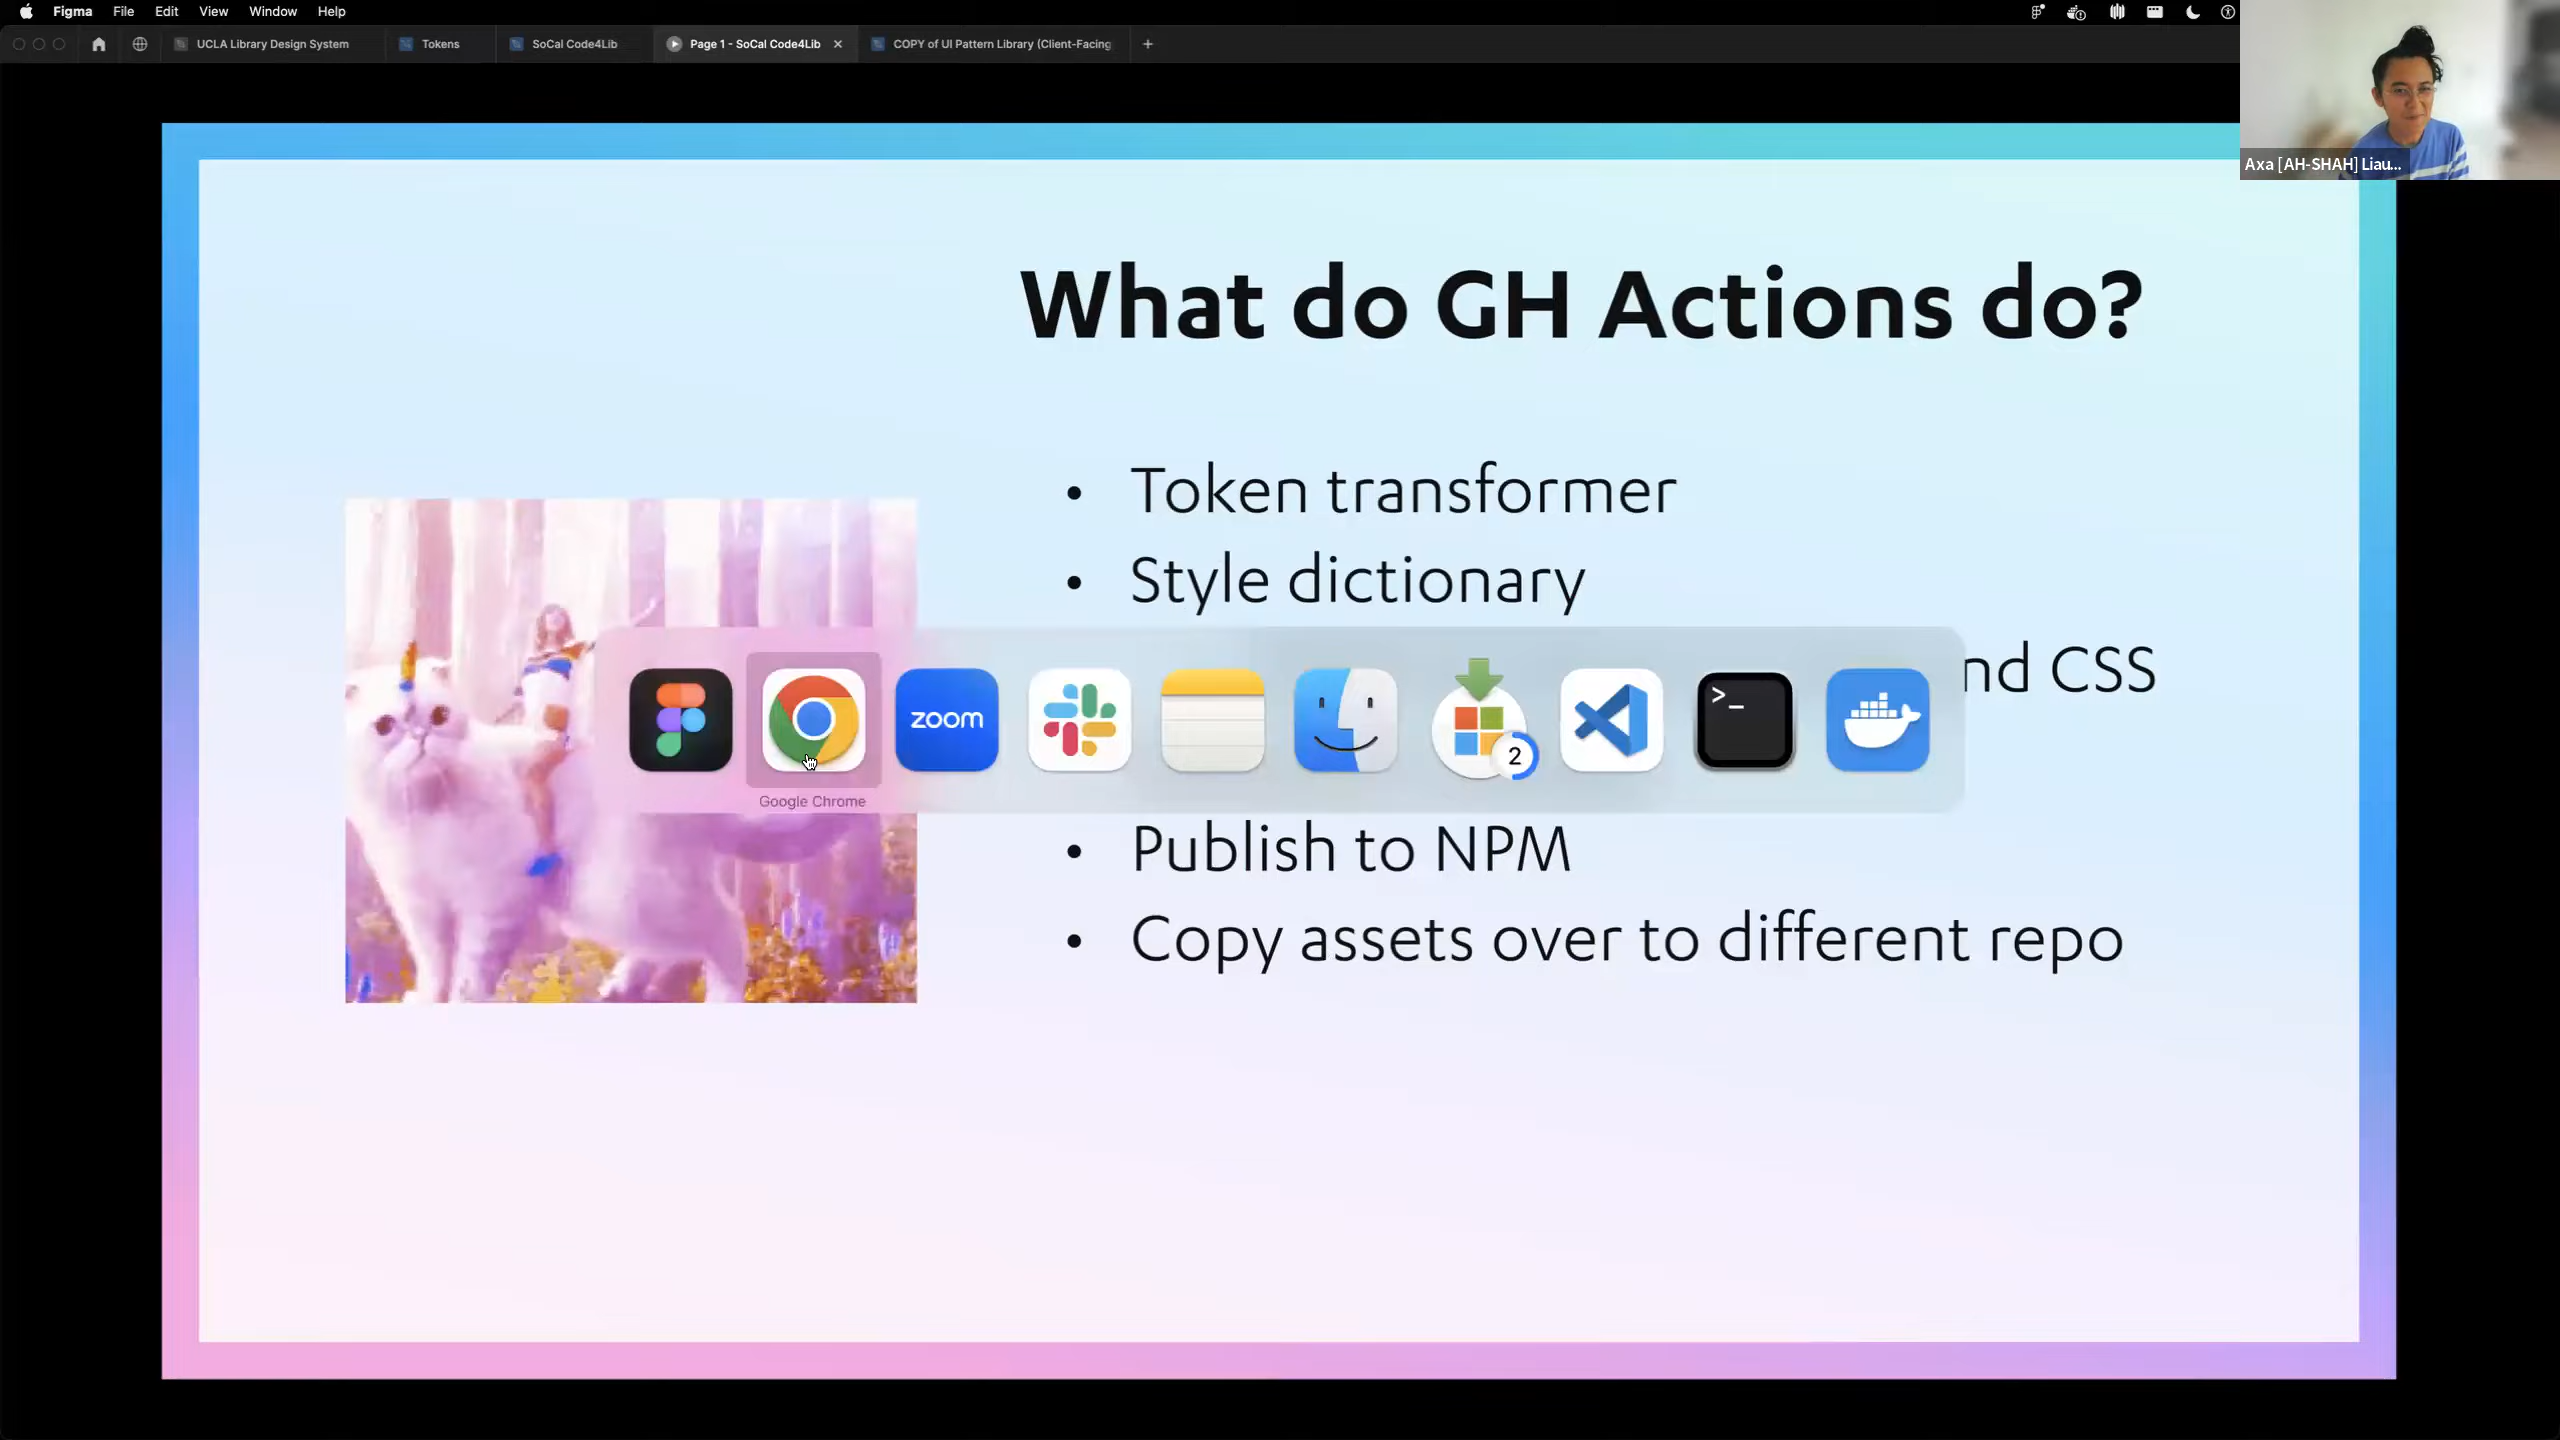 Figma File Edit View Window Help
UCLA Library Design System Tokens SoCal Code4Lib Page 1 - SoCal Code4Lib COPY of UI Pattern Library (Client-Facing
Axa [AH-SHAH] Liau...
What do GH Actions do?
• Token transformer
• Style dictionary
nd CSS
zoom
2
>_
Google Chrome
• Publish to NPM
• Copy assets over to different repo